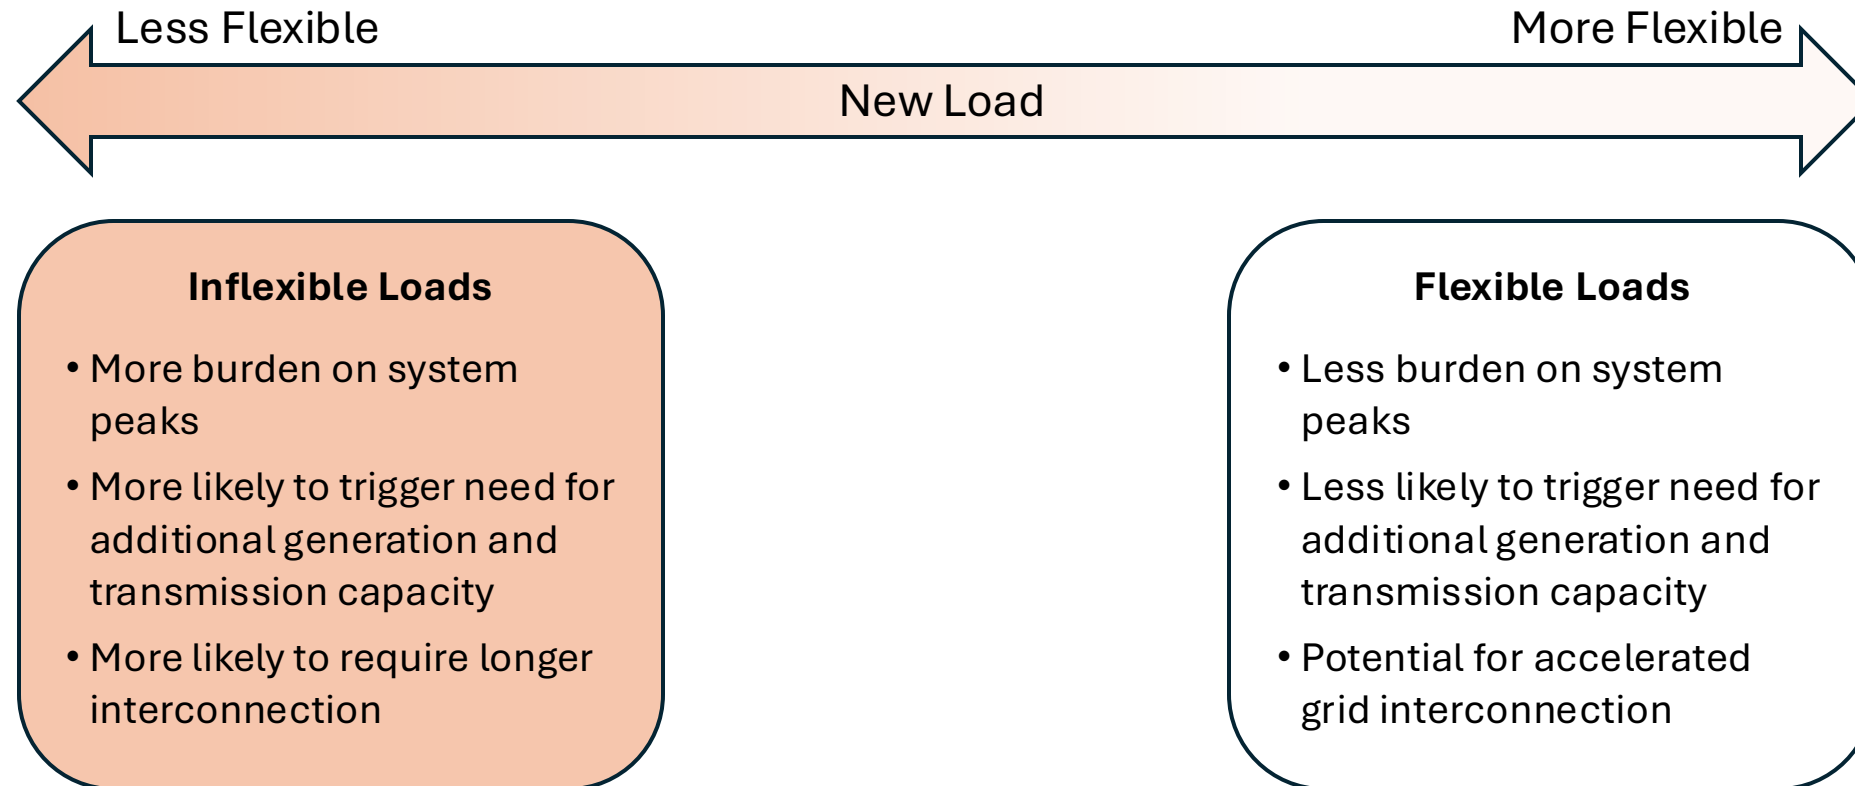 Less Flexible
More Flexible
New Load
Inflexible Loads
• More burden on system
peaks
• More likely to trigger need for
additional generation and
transmission capacity
• More likely to require longer
interconnection
Flexible Loads
• Less burden on system
peaks
• Less likely to trigger need for
additional generation and
transmission capacity
• Potential for accelerated
grid interconnection